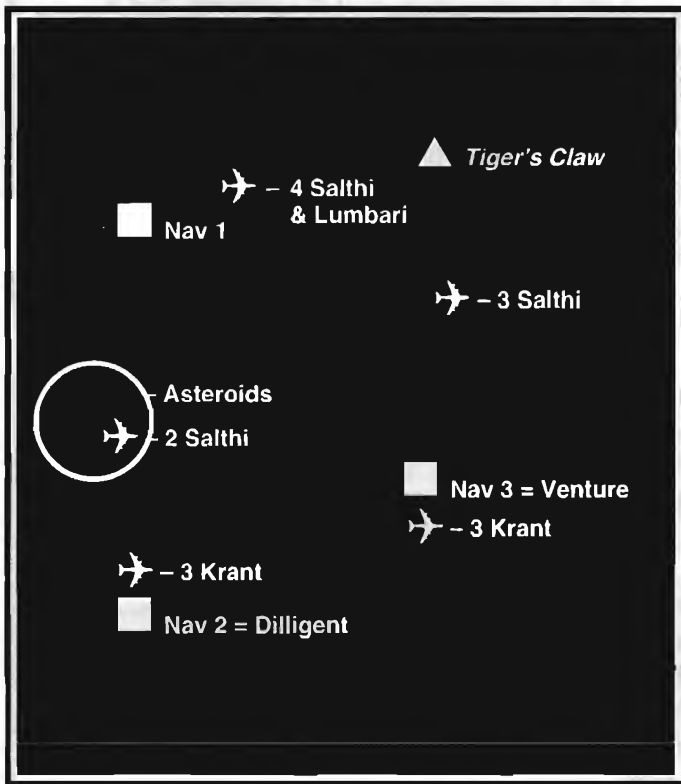 Tiger's Claw
– 4 Salthi
& Lumbari
Nav 1
– 3 Salthi
Asteroids
– 2 Salthi
Nav 3 = Venture
– 3 Krant
– 3 Krant
Nav 2 = Dilligent